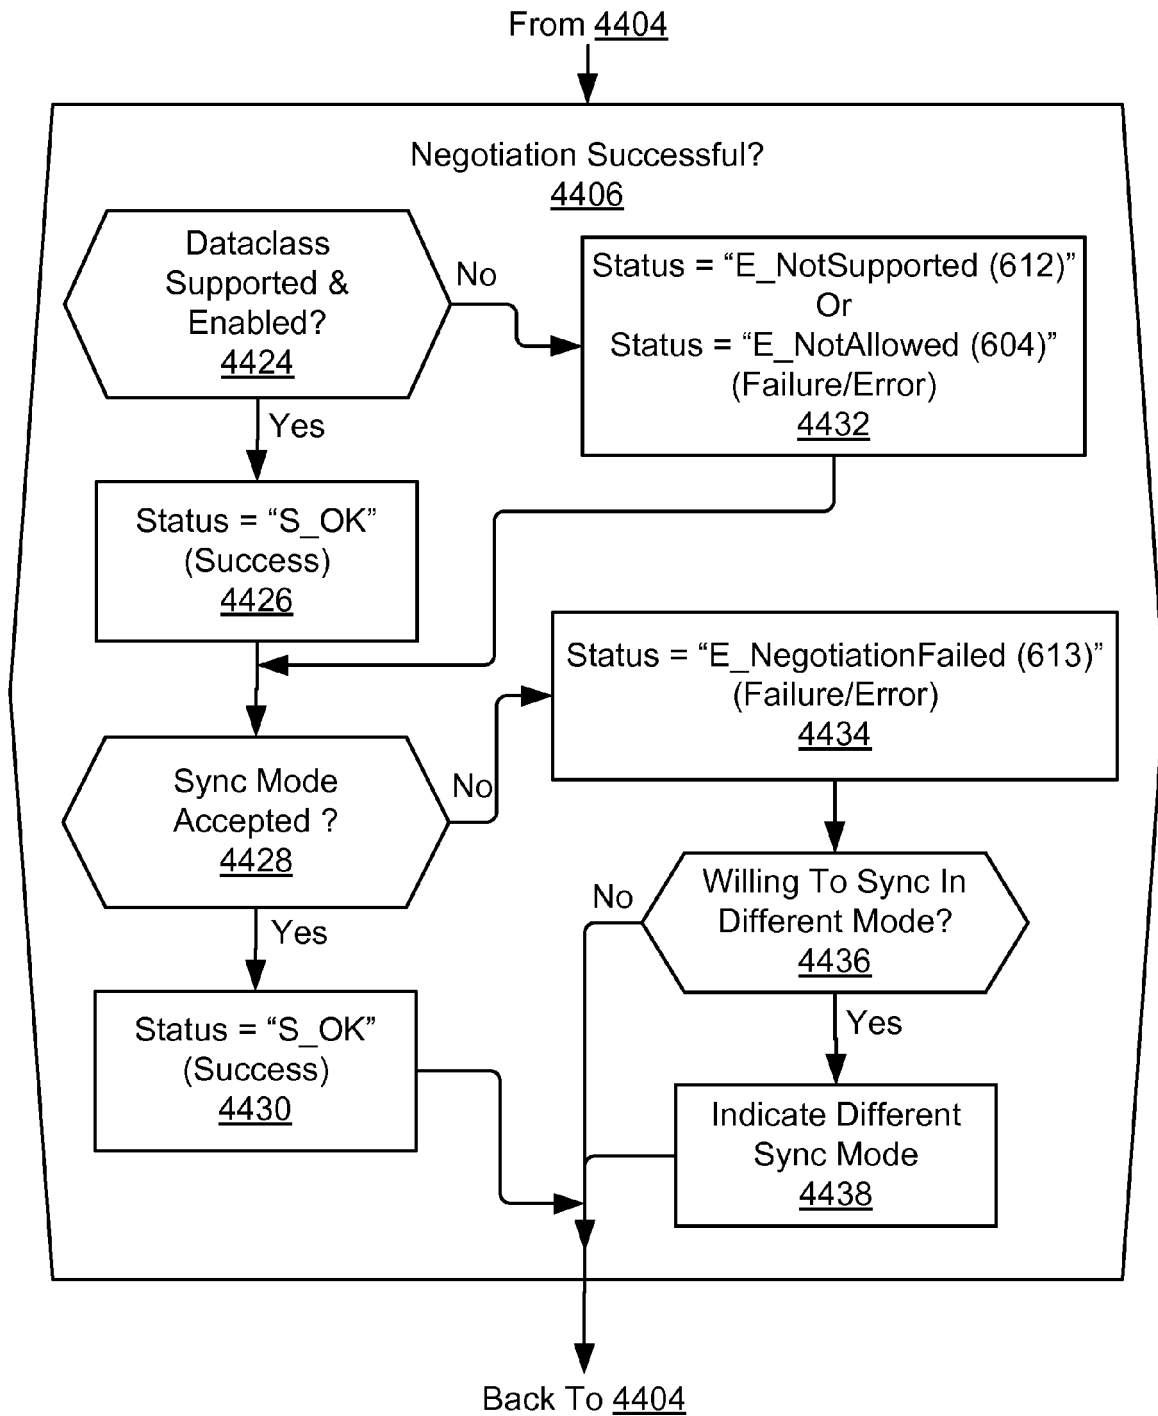 From 4404
Negotiation Successful?
4406
Dataclass
Supported &
Enabled?
4424
No
Status = “E_NotSupported (612)”
Or
Status = “E_NotAllowed (604)”
(Failure/Error)
4432
Yes
Status = “S_OK”
(Success)
4426
Status = “E_NegotiationFailed (613)”
(Failure/Error)
4434
Sync Mode
Accepted ?
4428
No
Willing To Sync In
Different Mode?
4436
No
Yes
Status = “S_OK”
(Success)
4430
Yes
Indicate Different
Sync Mode
4438
Back To 4404